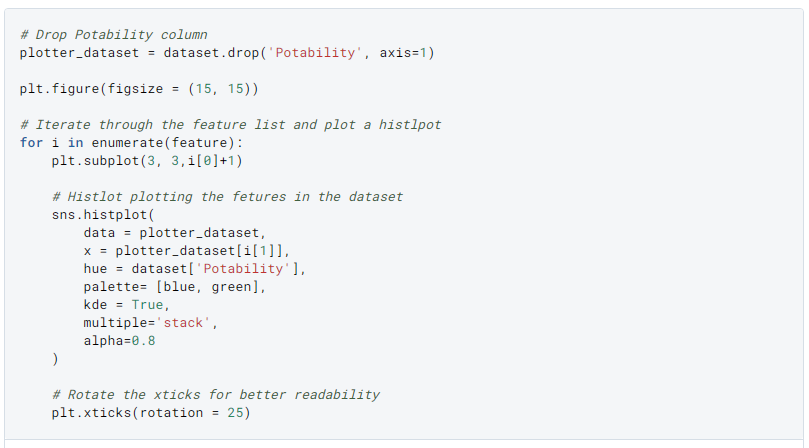 # Drop Potability column
plotter_dataset = dataset.drop('Potability', axis=1)
plt.figure(figsize = (15, 15))
# Iterate through the feature list and plot a histlpot
for i in enumerate(feature):
    plt.subplot(3, 3,i[0]+1)
    # Histlot plotting the fetures in the dataset
    sns.histplot(
        data = plotter_dataset,
        x = plotter_dataset[i[1]],
        hue = dataset['Potability'],
        palette= [blue, green],
        kde = True,
        multiple='stack',
        alpha=0.8
    )
    # Rotate the xticks for better readability
    plt.xticks(rotation = 25)